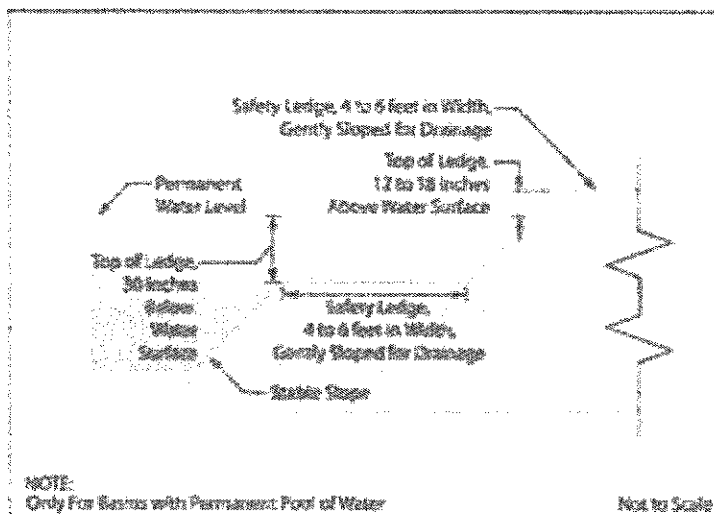 Safety Ledge, 4 to 6 feet in Width,
Gently Sloped for Drainage
Top of Ledge,
12 to 18 inches
Above Water Surface
Permanent
Water Level
Top of Ledge,
30 inches
Below
Water
Surface
Safety Ledge,
4 to 6 feet in Width,
Gently Sloped for Drainage
Stable Slope
NOTE:
Only For Basins with Permanent Pool of Water
Not to Scale